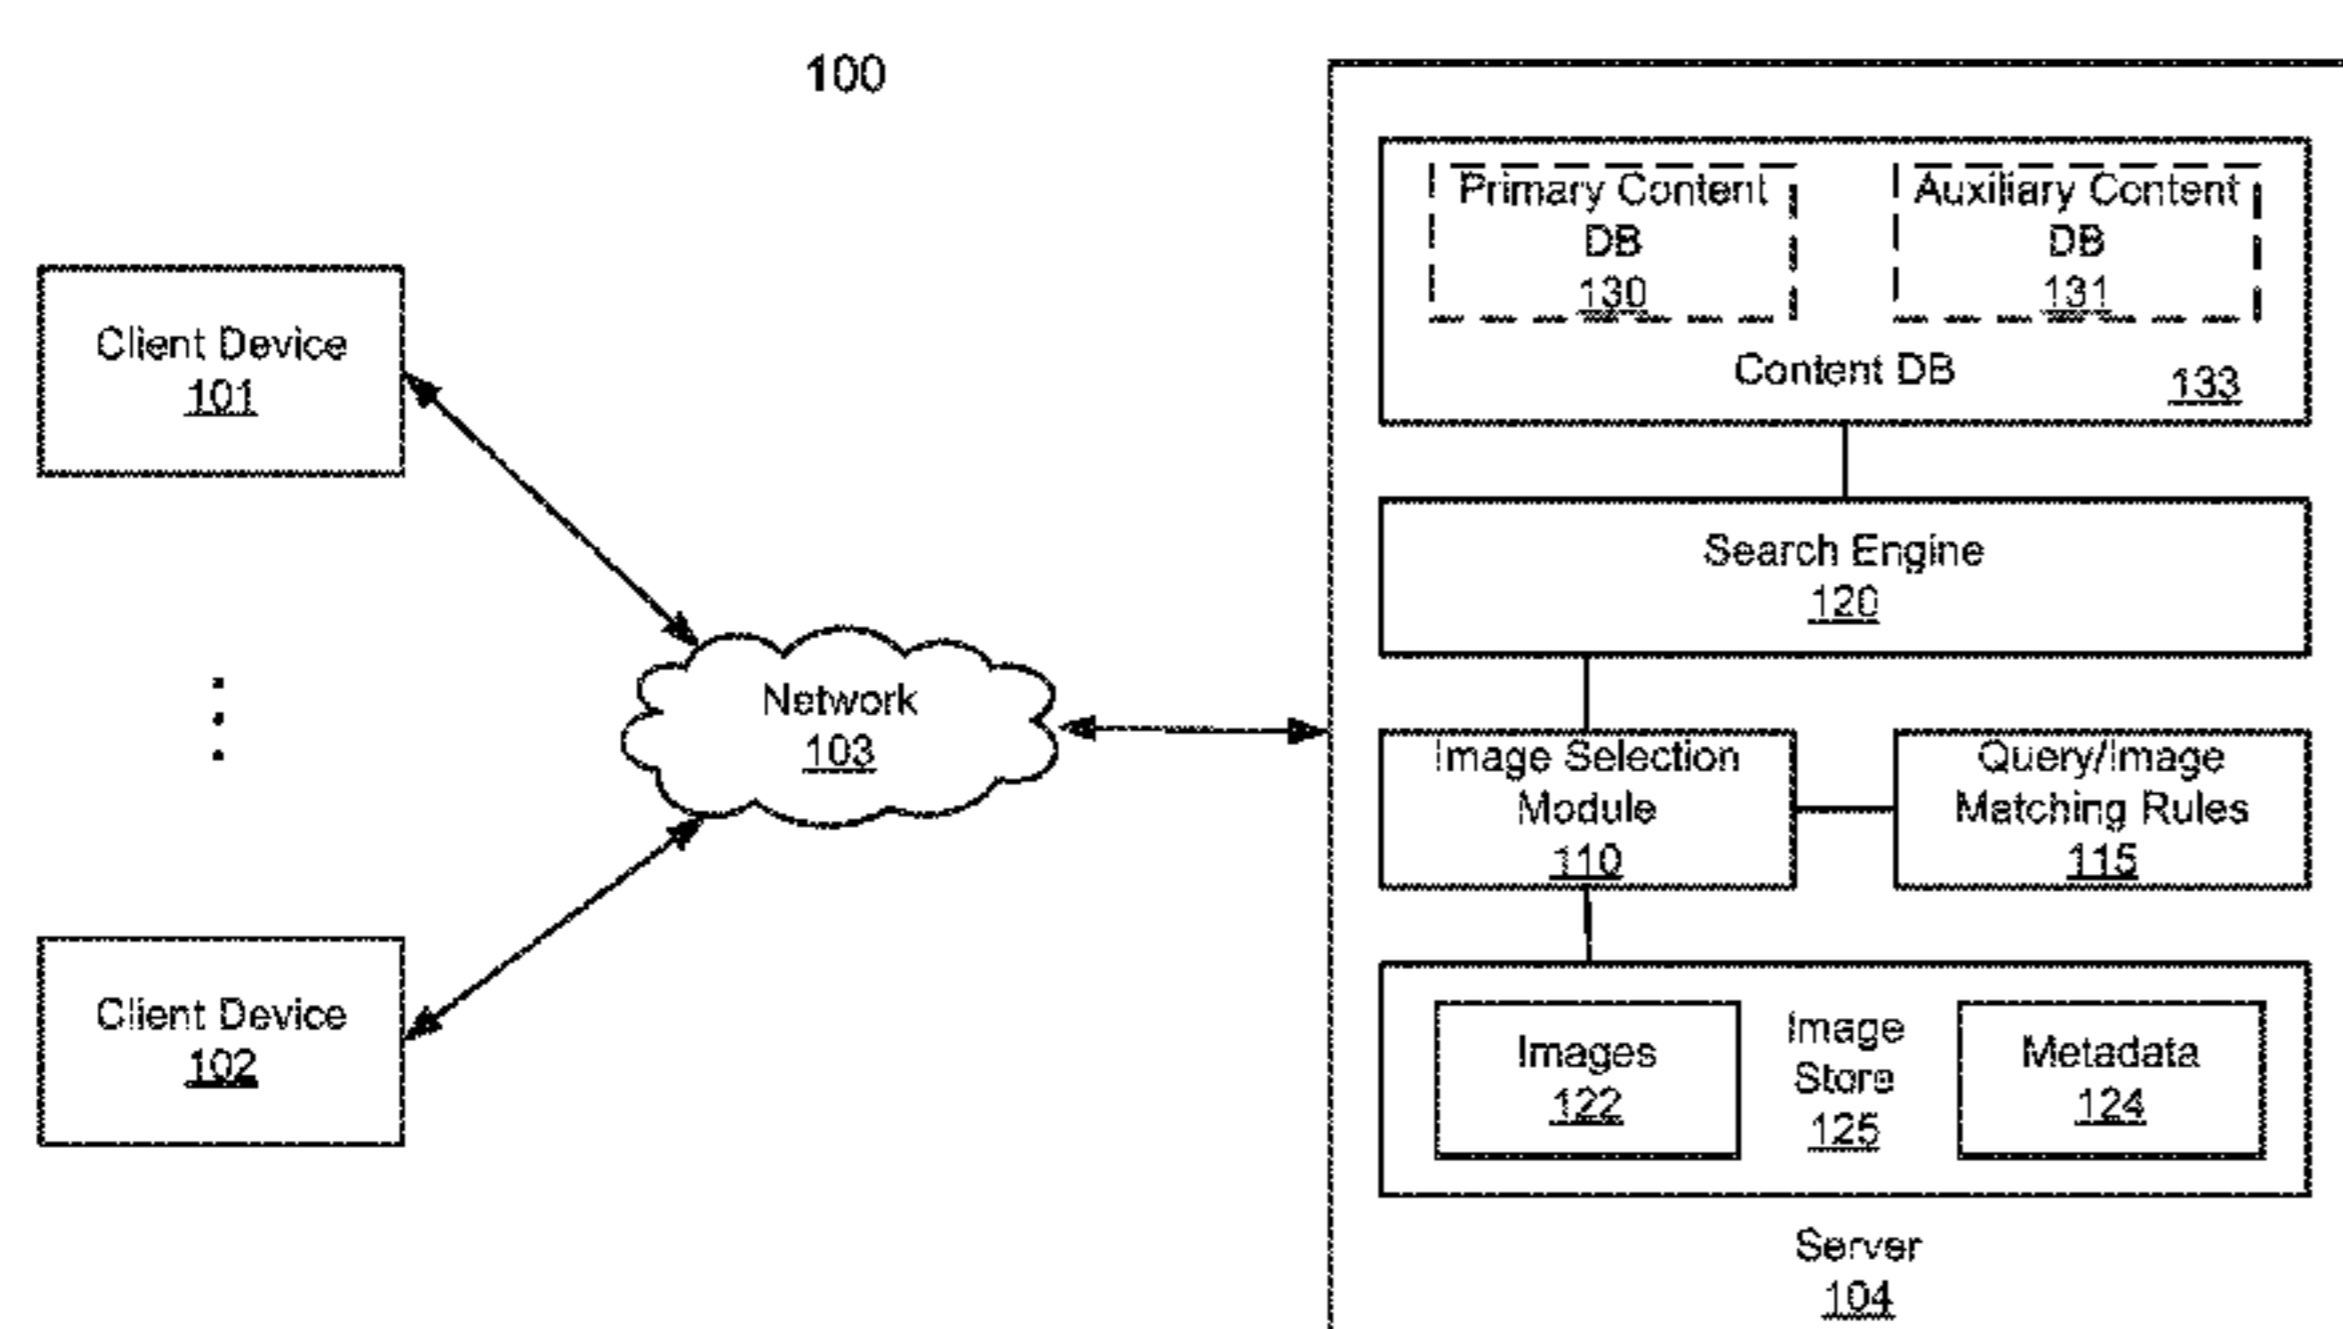 100
Client Device
101
Client Device
102
Network
103
Primary Content
DB
130
Auxiliary Content
DB
131
Content DB
133
Search Engine
120
Image Selection
Module
110
Query/Image
Matching Rules
115
Images
122
Image
Store
125
Metadata
124
Server
104